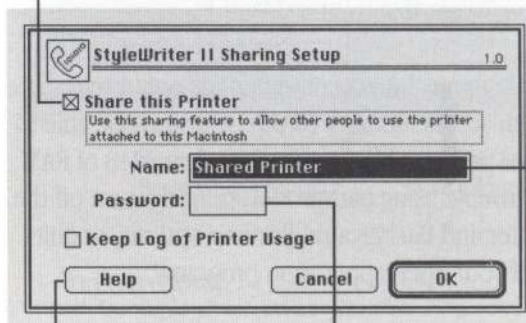 StyleWriter II Sharing Setup 1.0
Share this Printer
Use this sharing feature to allow other people to use the printer
attached to this Macintosh
Name: Shared Printer
Password:
Keep Log of Printer Usage
Help Cancel OK